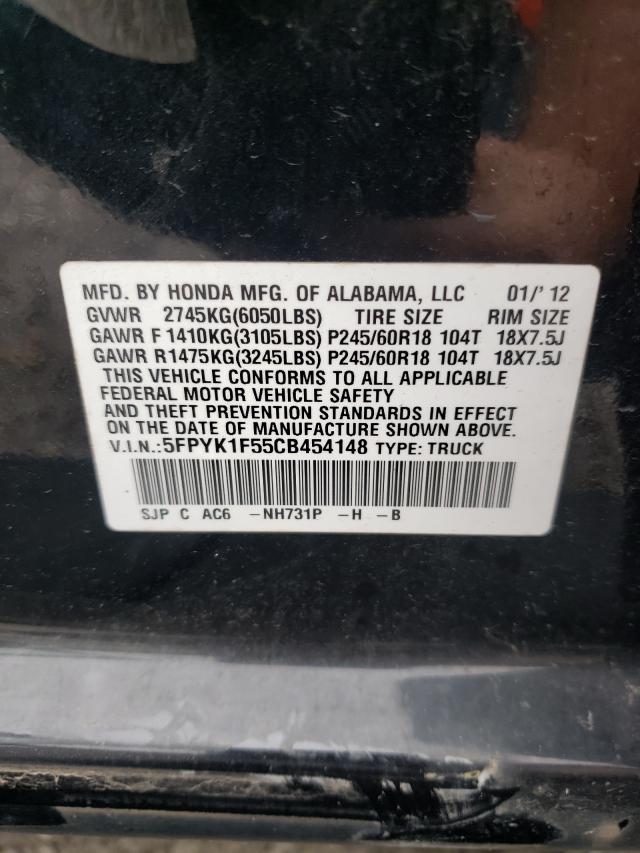 MFD. BY HONDA MFG. OF ALABAMA, LLC 01/'12
GVWR 2745KG(6050LBS) TIRE SIZE RIM SIZE
GAWR F 1410KG(3105LBS) P245/60R18 104T 18X7.5J
GAWR R1475KG(3245LBS) P245/60R18 104T 18X7.5J
THIS VEHICLE CONFORMS TO ALL APPLICABLE
FEDERAL MOTOR VEHICLE SAFETY
AND THEFT PREVENTION STANDARDS IN EFFECT
ON THE DATE OF MANUFACTURE SHOWN ABOVE.
V.I.N.:5FPYK1F55CB454148 TYPE: TRUCK
SJP C AC6 -NH731P -H -B